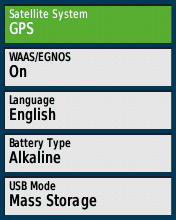 Satellite System
GPS
WAAS/EGNOS
On
Language
English
Battery Type
Alkaline
USB Mode
Mass Storage